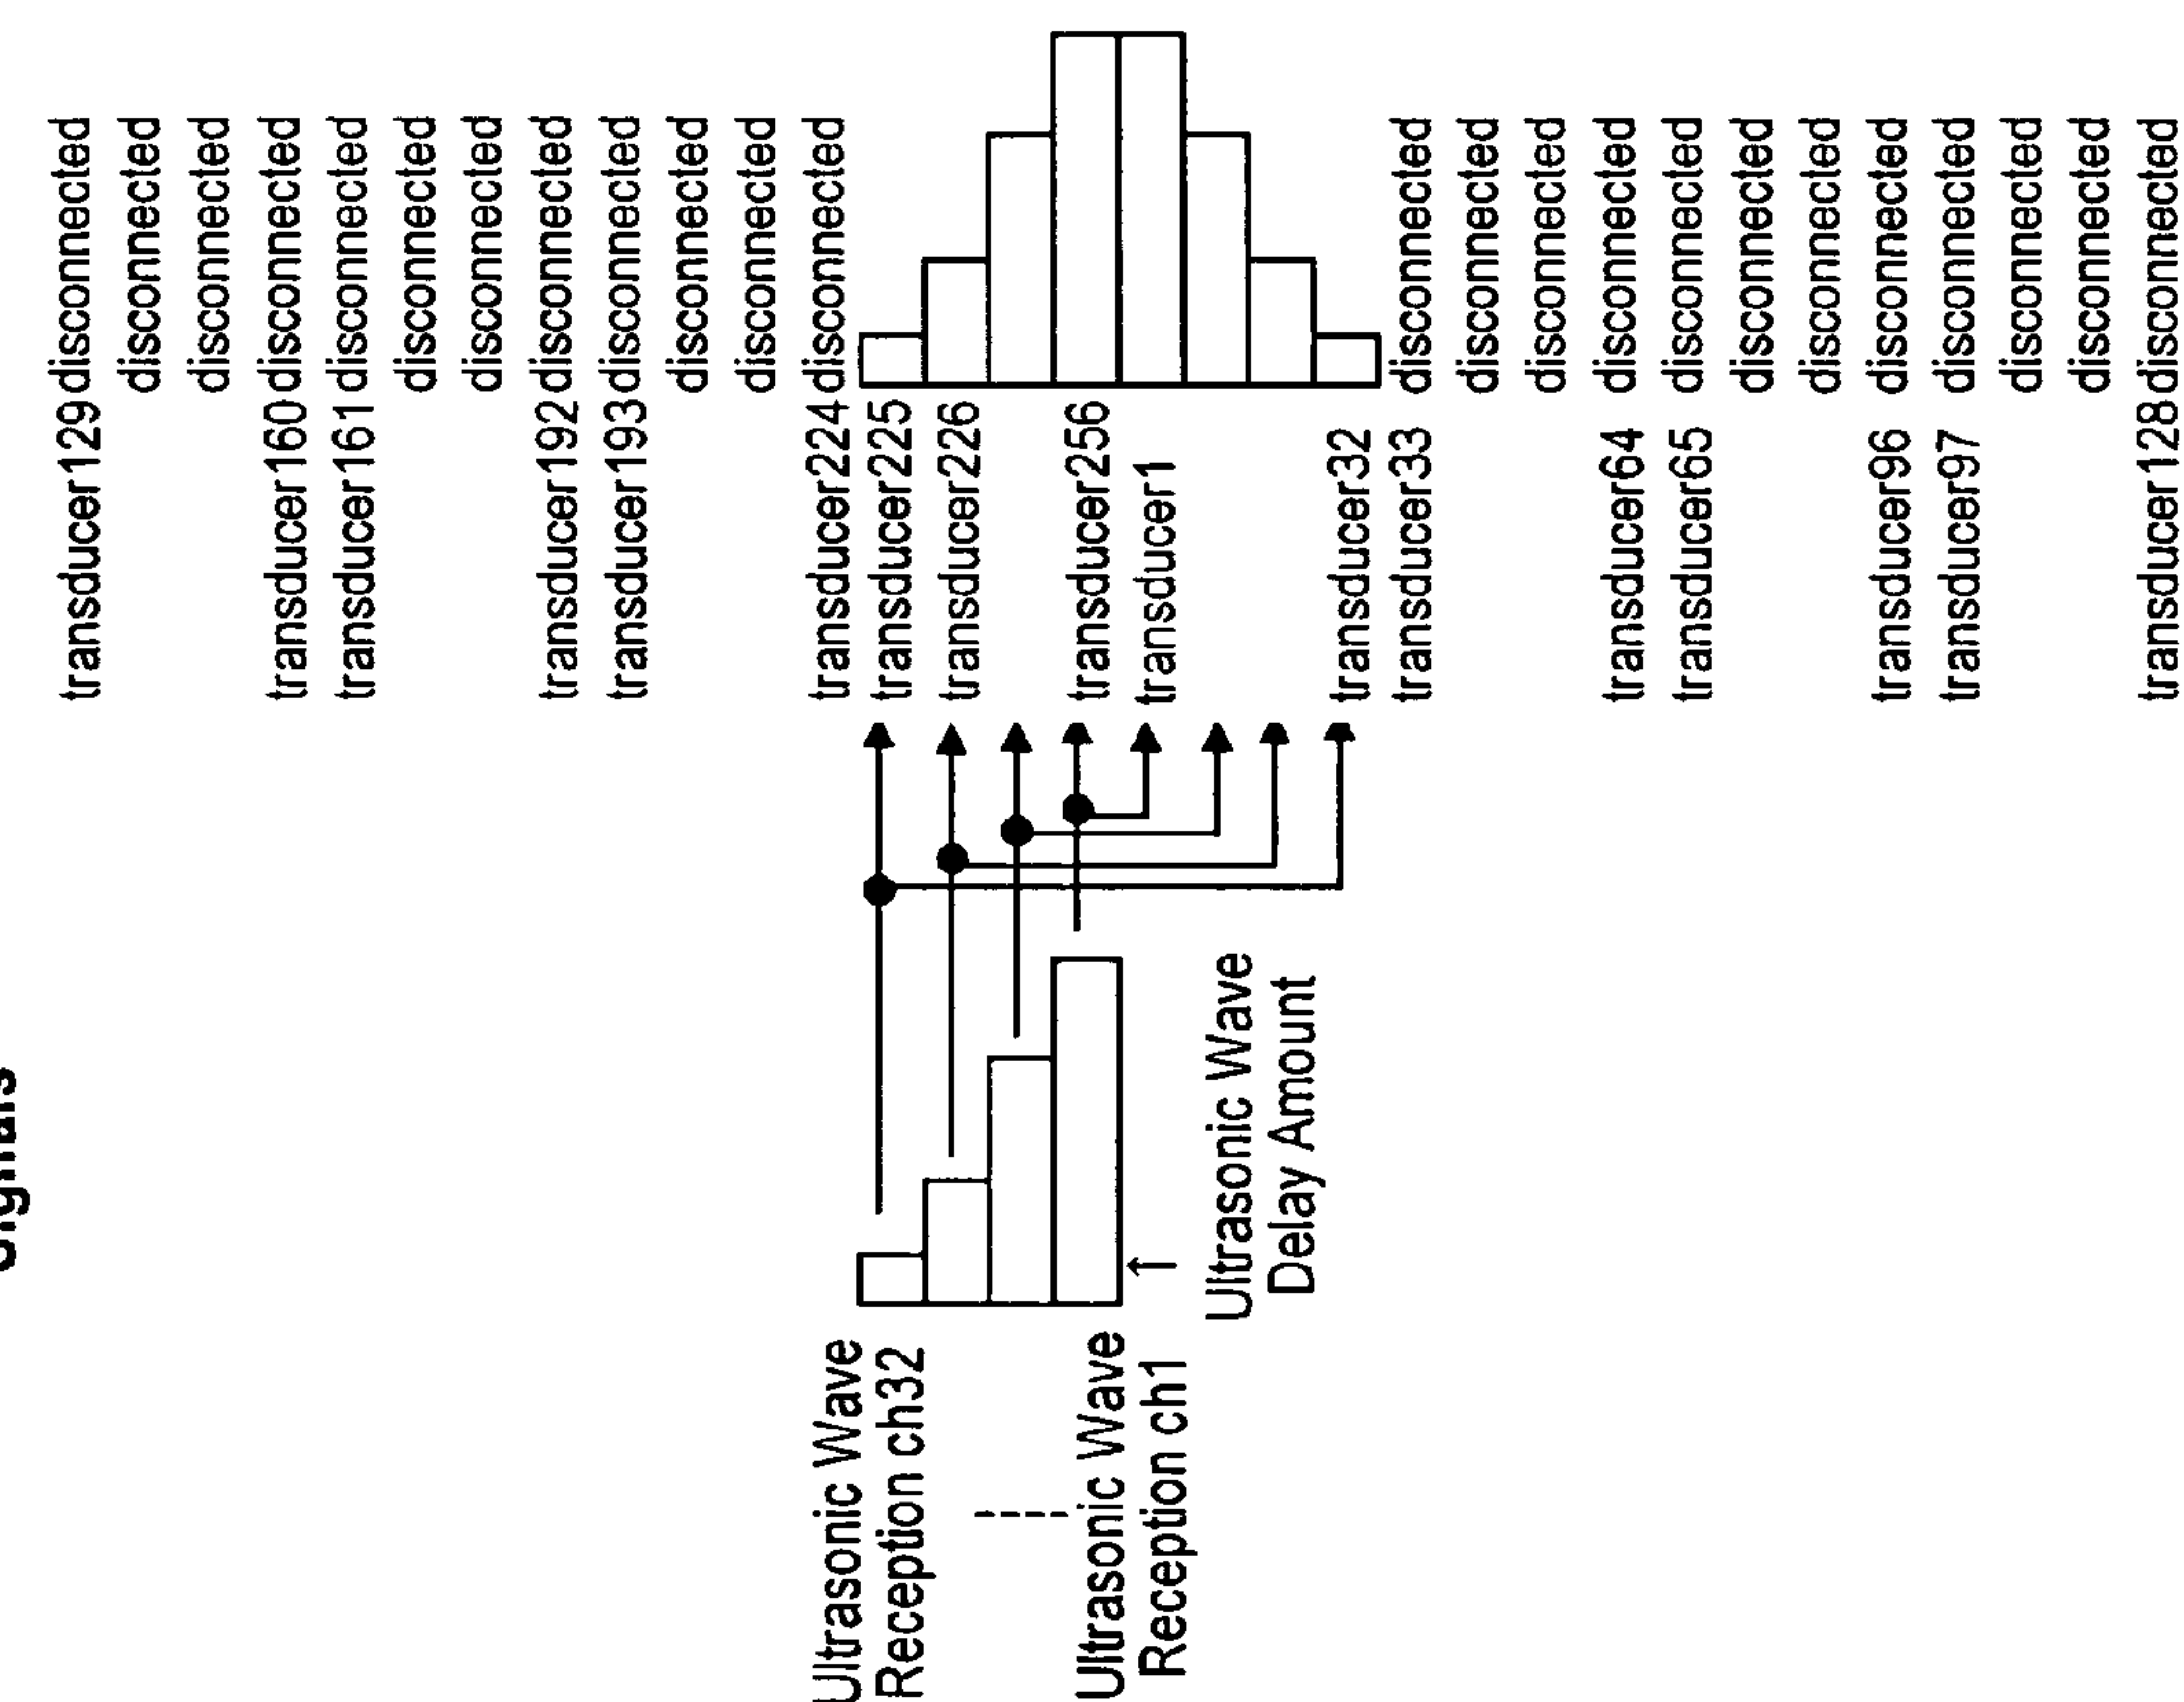 Signals
transducer129 disconnected
disconnected
disconnected
transducer160 disconnected
transducer161 disconnected
disconnected
disconnected
transducer192 disconnected
transducer193 disconnected
disconnected
disconnected
transducer224 disconnected
transducer225
transducer226
transducer256
transducer1
transducer32
transducer33 disconnected
disconnected
disconnected
transducer64 disconnected
transducer65 disconnected
disconnected
disconnected
transducer96 disconnected
transducer97 disconnected
disconnected
disconnected
transducer128 disconnected
Ultrasonic Wave
Reception ch32
Ultrasonic Wave
Reception ch1
Ultrasonic Wave
Delay Amount